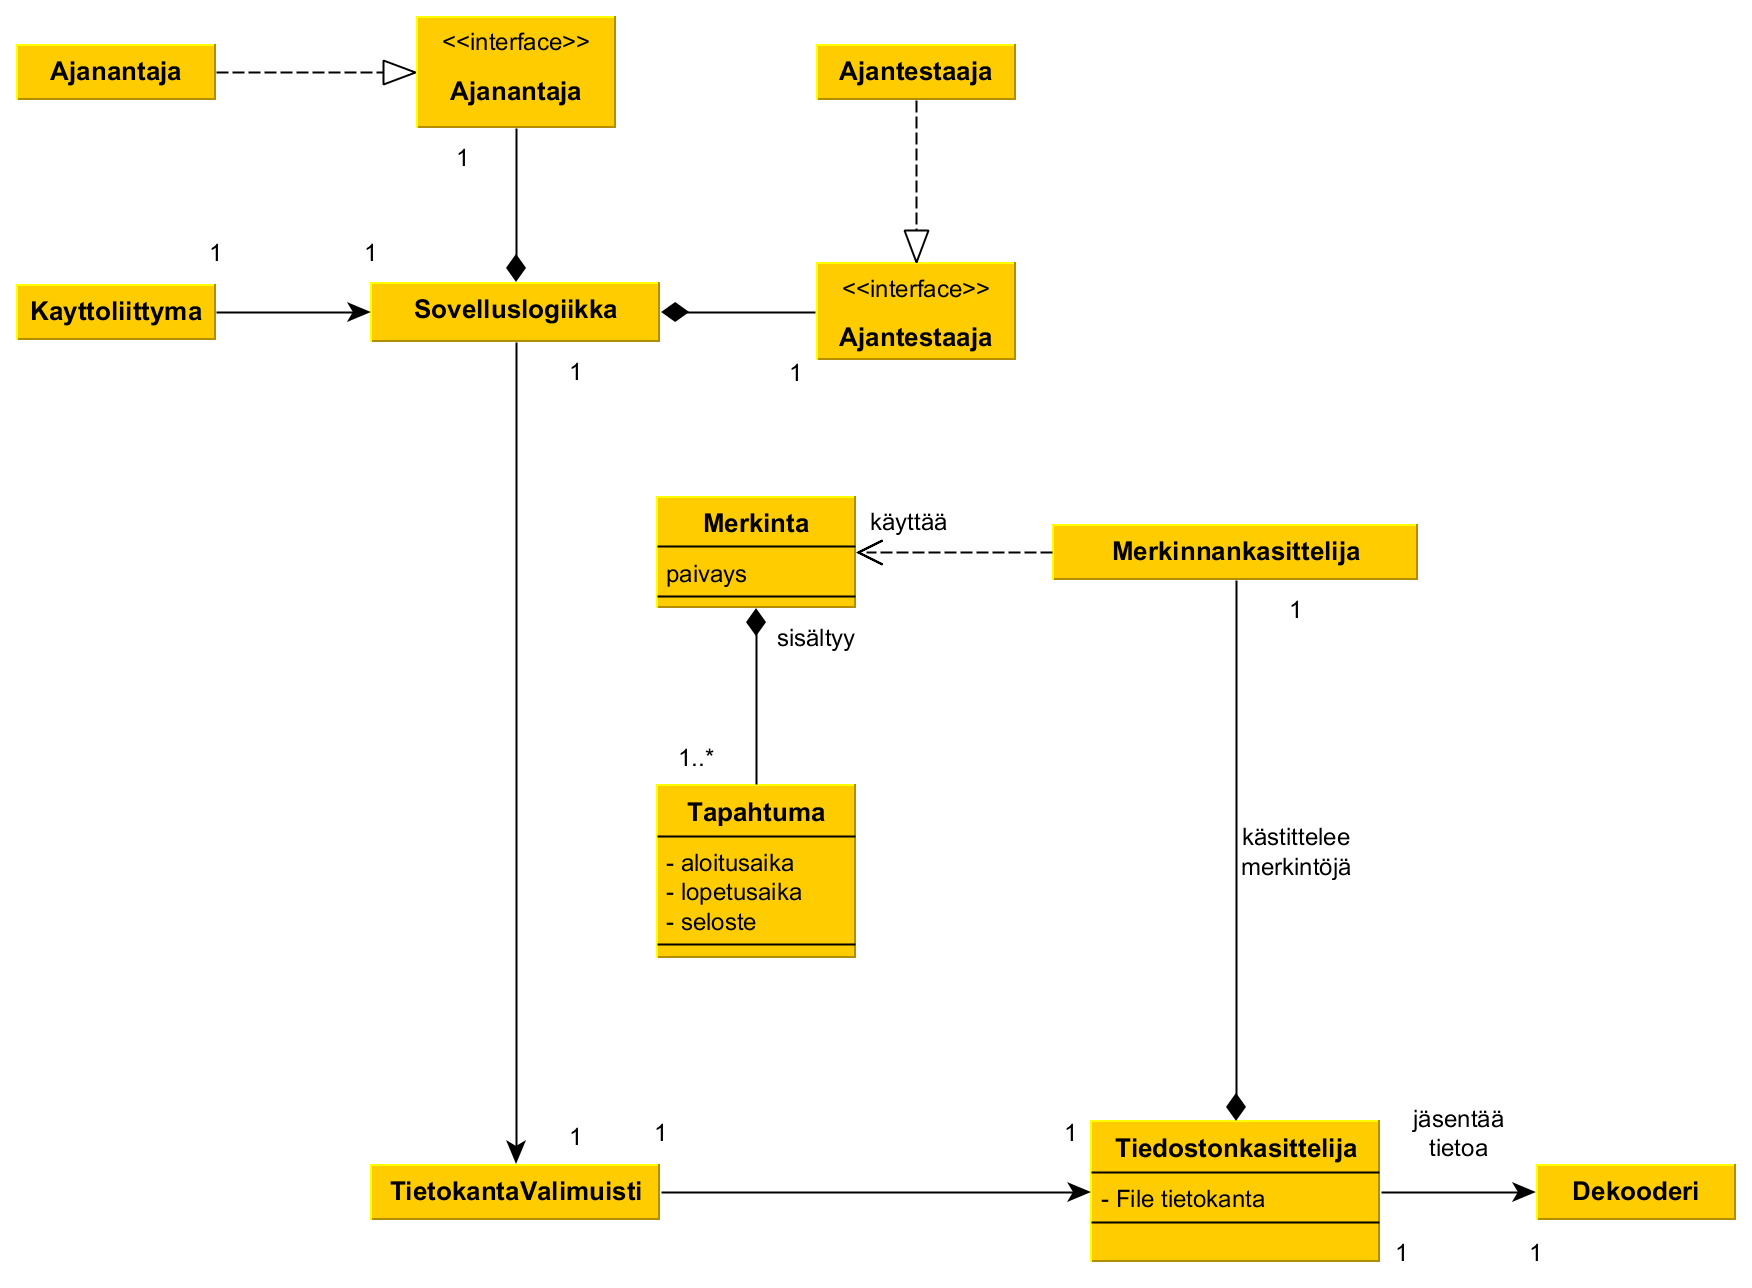 <<interface>>
Ajanantaja
Ajanantaja
Ajantestaaja
1
1
1
<<interface>>
Kayttoliittyma
Sovelluslogiikka
Ajantestaaja
1
1
Merkinta
käyttää
Merkinnankasittelija
paivays
1
sisältyy
1..*
Tapahtuma
kästittelee
merkintöjä
- aloitusaika
- lopetusaika
- seloste
jäsentää
tietoa
1
1
1
Tiedostonkasittelija
TietokantaValimuisti
- File tietokanta
Dekooderi
1
1